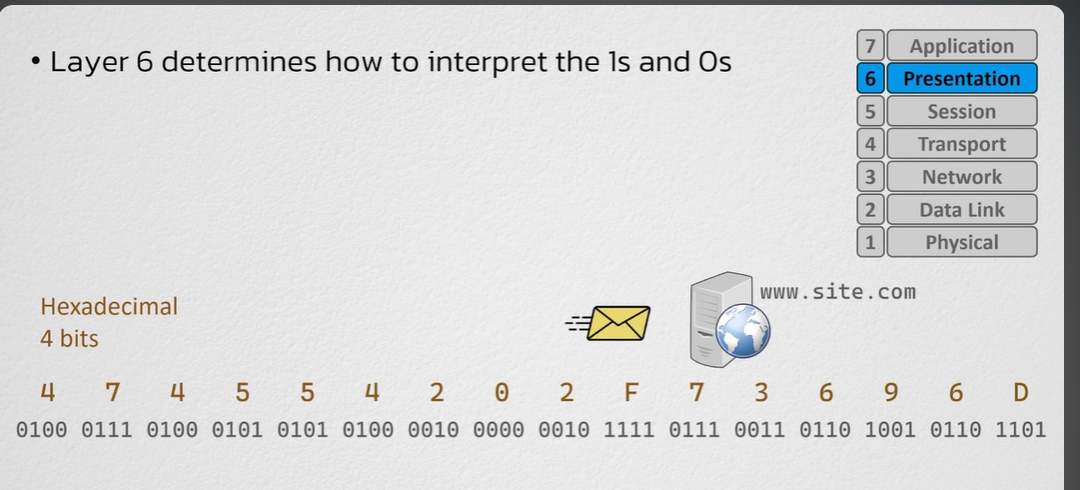 • Layer 6 determines how to interpret the 1s and 0s
7 Application
6 Presentation
5 Session
4 Transport
3 Network
2 Data Link
1 Physical
www.site.com
Hexadecimal
4 bits
4 7 4 5 5 4 2 0 2 F 7 3 6 9 6 D
0100 0111 0100 0101 0101 0100 0010 0000 0010 1111 0111 0011 0110 1001 0110 1101